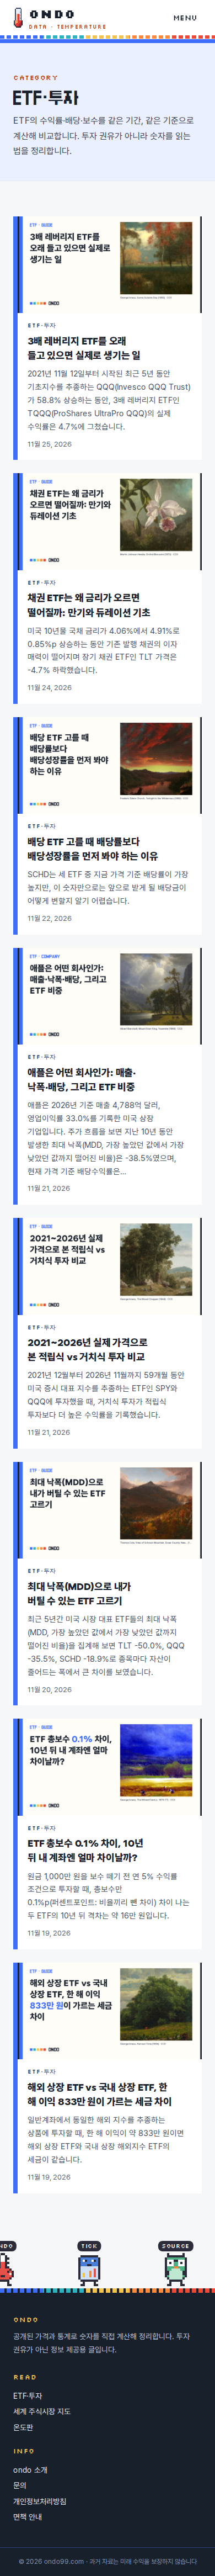 ONDO
DATA · TEMPERATURE
MENU
CATEGORY
ETF·투자
ETF의 수익률·배당·보수를 같은 기간, 같은 기준으로
계산해 비교합니다. 투자 권유가 아니라 숫자를 읽는
법을 정리합니다.
ETF · GUIDE
3배 레버리지 ETF를
오래 들고 있으면 실제로
생기는 일
ONDO
ETF·투자
3배 레버리지 ETF를 오래
들고 있으면 실제로 생기는 일
2021년 11월 12일부터 시작된 최근 5년 동안
기초지수를 추종하는 QQQ(Invesco QQQ Trust)
가 58.8% 상승하는 동안, 3배 레버리지 ETF인
TQQQ(ProShares UltraPro QQQ)의 실제
수익률은 4.7%에 그쳤습니다.
11월 25, 2026
ETF · GUIDE
채권 ETF는 왜 금리가
오르면 떨어질까: 만기와
듀레이션 기초
ONDO
ETF·투자
채권 ETF는 왜 금리가 오르면
떨어질까: 만기와 듀레이션 기초
미국 10년물 국채 금리가 4.06%에서 4.91%로
0.85%p 상승하는 동안 기존 발행 채권의 이자
매력이 떨어지며 장기 채권 ETF인 TLT 가격은
-4.7% 하락했습니다.
11월 24, 2026
ETF · GUIDE
배당 ETF 고를 때
배당률보다
배당성장률을 먼저 봐야
하는 이유
ONDO
ETF·투자
배당 ETF 고를 때 배당률보다
배당성장률을 먼저 봐야 하는 이유
SCHD는 세 ETF 중 지금 가격 기준 배당률이 가장
높지만, 이 숫자만으로는 앞으로 받게 될 배당금이
어떻게 변할지 알기 어렵습니다.
11월 22, 2026
ETF · COMPANY
애플은 어떤 회사인가:
매출·낙폭·배당, 그리고
ETF 비중
ONDO
ETF·투자
애플은 어떤 회사인가: 매출·
낙폭·배당, 그리고 ETF 비중
애플은 2026년 기준 매출 4,788억 달러,
영업이익률 33.0%를 기록한 미국 상장
기업입니다. 주가 흐름을 보면 지난 10년 동안
발생한 최대 낙폭(MDD, 가장 높았던 값에서 가장
낮았던 값까지 떨어진 비율)은 -38.5%였으며,
현재 가격 기준 배당수익률은…
11월 21, 2026
ETF · GUIDE
2021~2026년 실제
가격으로 본 적립식 vs
거치식 투자 비교
ONDO
ETF·투자
2021~2026년 실제 가격으로
본 적립식 vs 거치식 투자 비교
2021년 12월부터 2026년 11월까지 59개월 동안
미국 증시 대표 지수를 추종하는 ETF인 SPY와
QQQ에 투자했을 때, 거치식 투자가 적립식
투자보다 더 높은 수익률을 기록했습니다.
11월 21, 2026
ETF · GUIDE
최대 낙폭(MDD)으로
내가 버틸 수 있는 ETF
고르기
ONDO
ETF·투자
최대 낙폭(MDD)으로 내가
버틸 수 있는 ETF 고르기
최근 5년간 미국 시장 대표 ETF들의 최대 낙폭
(MDD, 가장 높았던 값에서 가장 낮았던 값까지
떨어진 비율)을 집계해 보면 TLT -50.0%, QQQ
-35.5%, SCHD -18.9%로 종목마다 자산이
줄어드는 폭에서 큰 차이를 보였습니다.
11월 20, 2026
ETF · GUIDE
ETF 총보수 0.1% 차이,
10년 뒤 내 계좌엔 얼마
차이날까?
ONDO
ETF·투자
ETF 총보수 0.1% 차이, 10년
뒤 내 계좌엔 얼마 차이날까?
원금 1,000만 원을 보수 떼기 전 연 5% 수익률
조건으로 투자할 때, 총보수만
0.1%p(퍼센트포인트: 비율끼리 뺀 차이) 차이 나는
두 ETF의 10년 뒤 격차는 약 16만 원입니다.
11월 19, 2026
ETF · GUIDE
해외 상장 ETF vs 국내
상장 ETF, 한 해 이익
833만 원이 가르는 세금
차이
ONDO
ETF·투자
해외 상장 ETF vs 국내 상장 ETF, 한
해 이익 833만 원이 가르는 세금 차이
일반계좌에서 동일한 해외 지수를 추종하는
상품에 투자할 때, 한 해 이익이 약 833만 원이면
해외 상장 ETF와 국내 상장 해외지수 ETF의
세금이 같습니다.
11월 19, 2026
TICK
SOURCE
ONDO
공개된 가격과 통계로 숫자를 직접 계산해 정리합니다. 투자
권유가 아닌 정보 제공용 글입니다.
READ
ETF·투자
세계 주식시장 지도
온도판
INFO
ondo 소개
문의
개인정보처리방침
면책 안내
© 2026 ondo99.com · 과거 자료는 미래 수익을 보장하지 않습니다